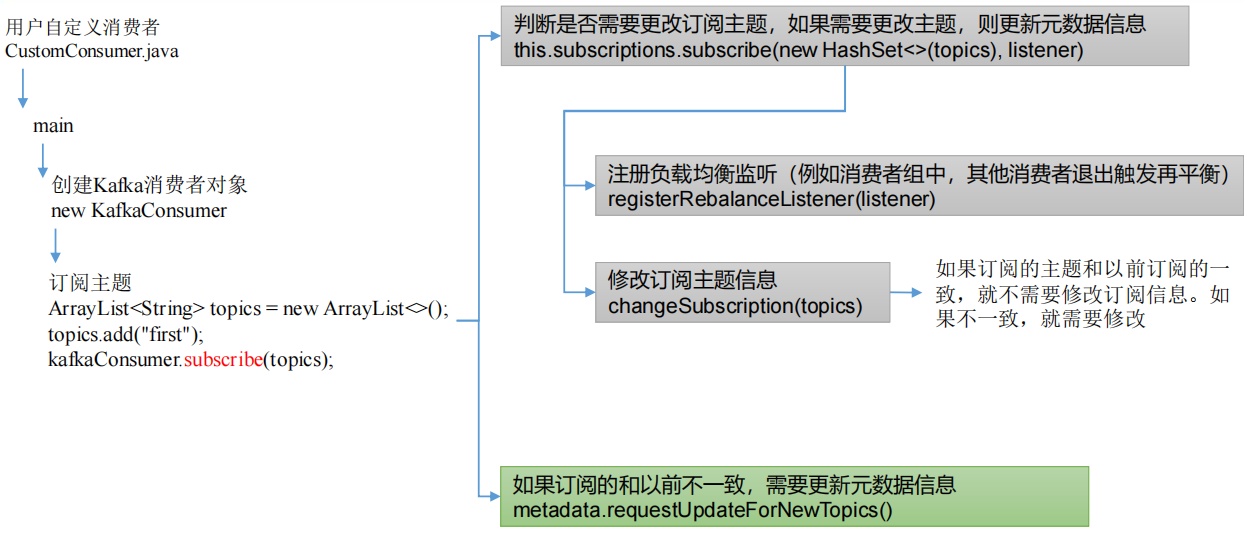 用户自定义消费者
CustomConsumer.java
main
创建Kafka消费者对象
new KafkaConsumer
订阅主题
ArrayList<String> topics = new ArrayList<>();
topics.add("first");
kafkaConsumer.subscribe(topics);
判断是否需要更改订阅主题，如果需要更改主题，则更新元数据信息
this.subscriptions.subscribe(new HashSet<>(topics), listener)
注册负载均衡监听（例如消费者组中，其他消费者退出触发再平衡）
registerRebalanceListener(listener)
修改订阅主题信息
changeSubscription(topics)
如果订阅的主题和以前订阅的一
致，就不需要修改订阅信息。如
果不一致，就需要修改
如果订阅的和以前不一致，需要更新元数据信息
metadata.requestUpdateForNewTopics()